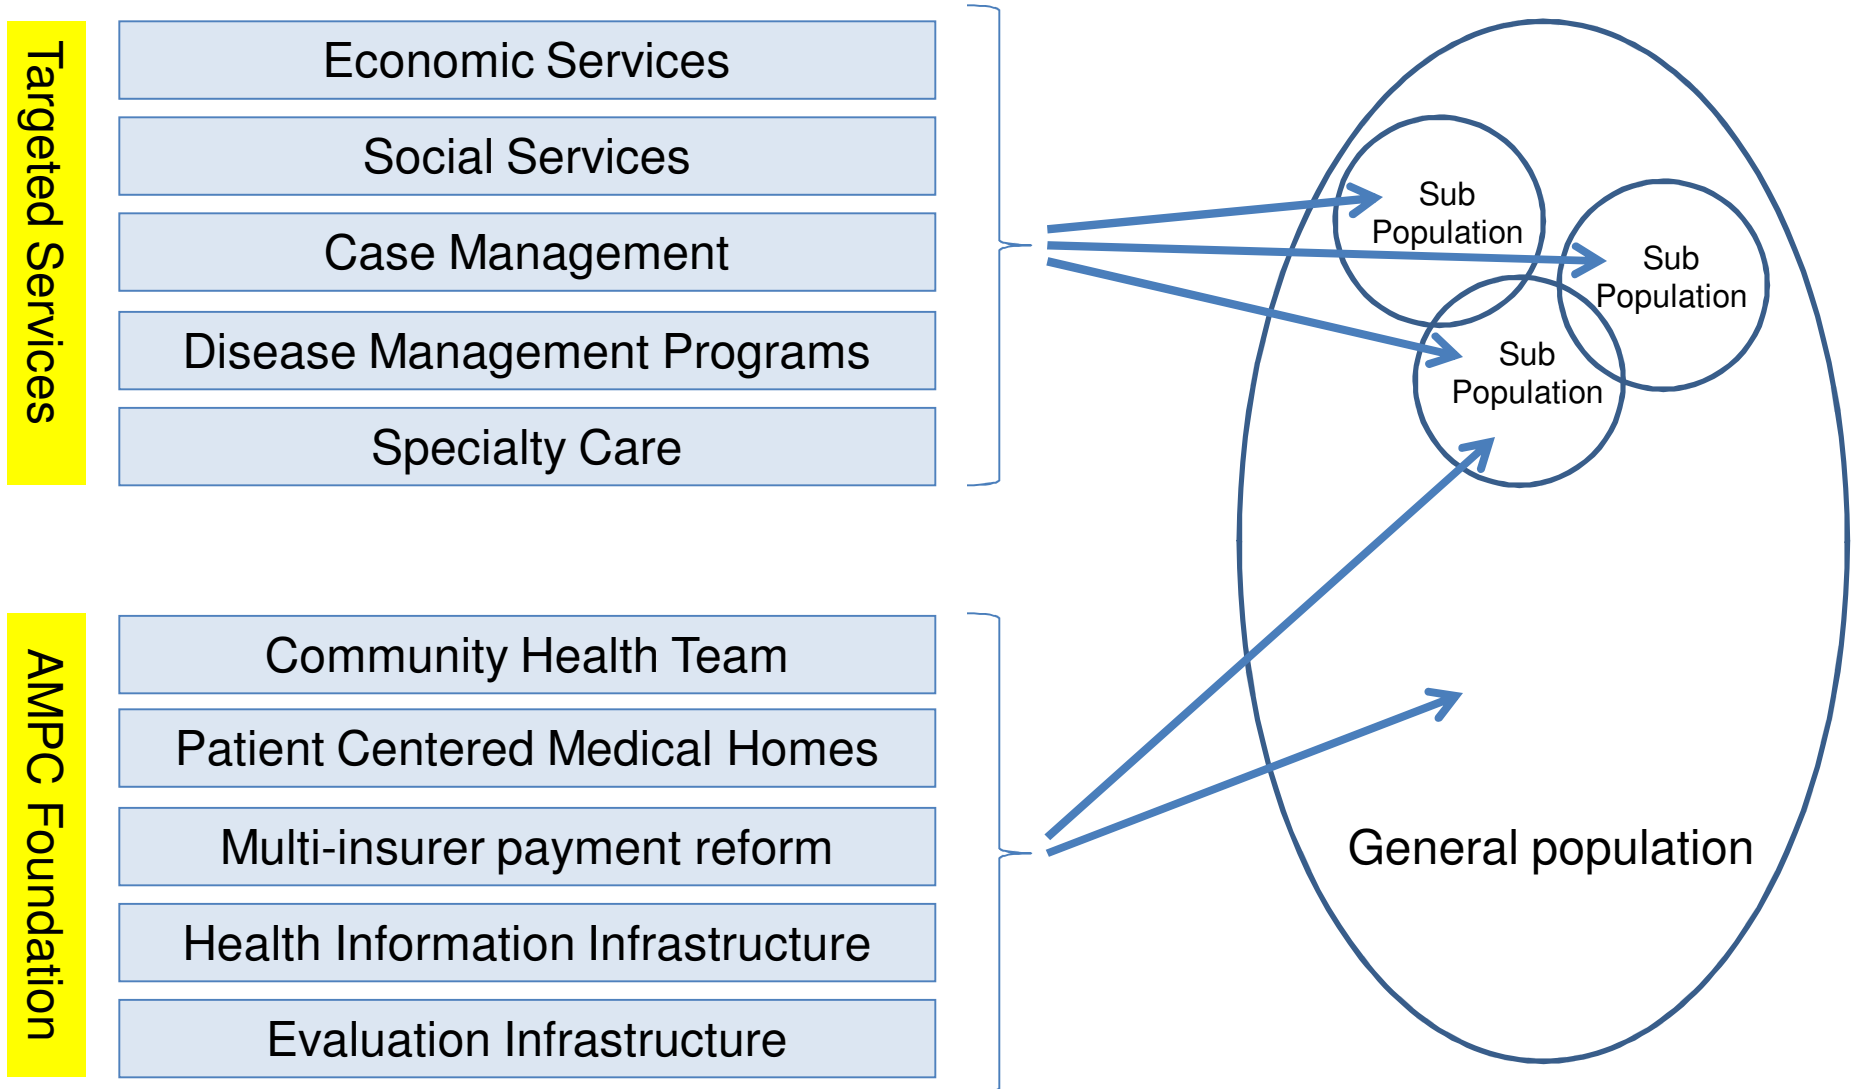 Targeted Services
Economic Services
Social Services
Case Management
Disease Management Programs
Specialty Care
AMPC Foundation
Community Health Team
Patient Centered Medical Homes
Multi-insurer payment reform
Health Information Infrastructure
Evaluation Infrastructure
Sub
Population
Sub
Population
Sub
Population
General population